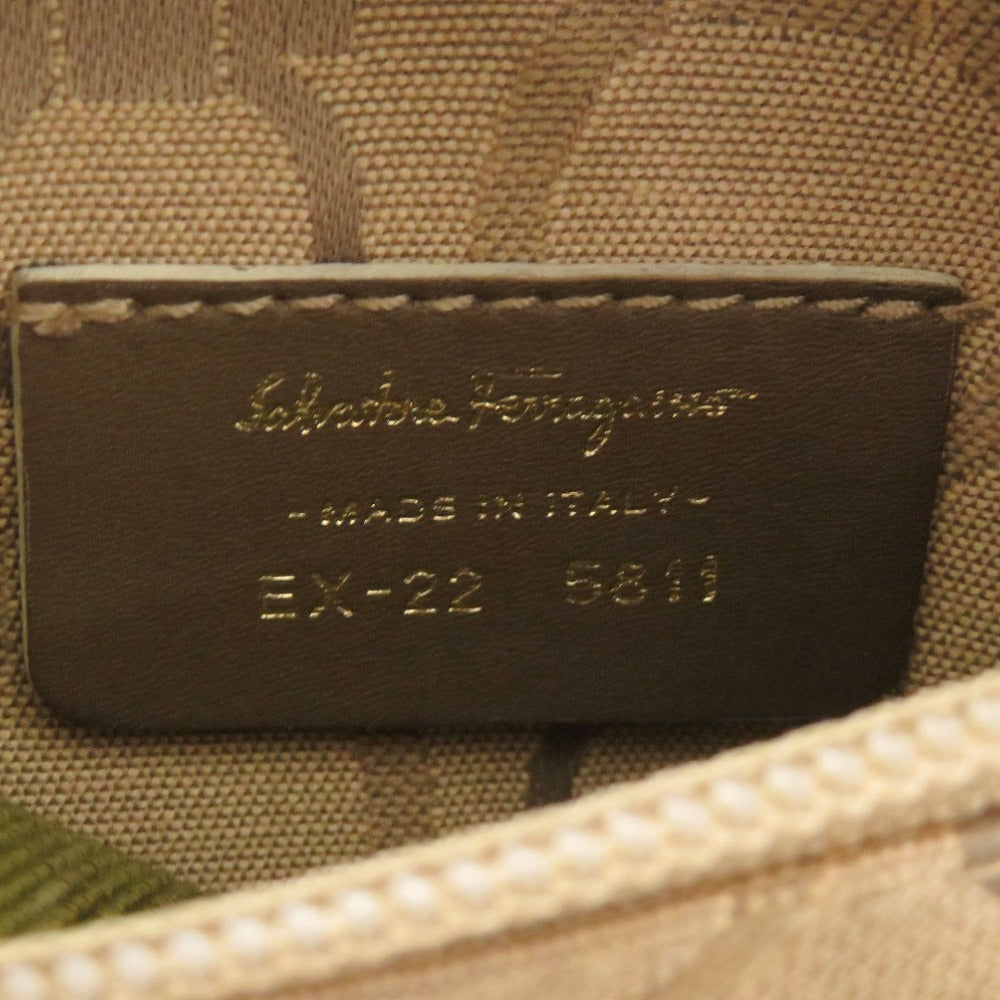 Salvatore Ferragamo
-MADE IN ITALY-
EX-22 5811